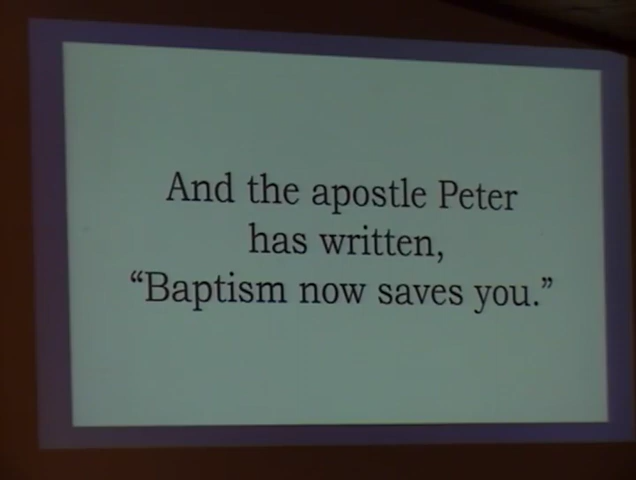 And the apostle Peter
has written,
“Baptism now saves you.”